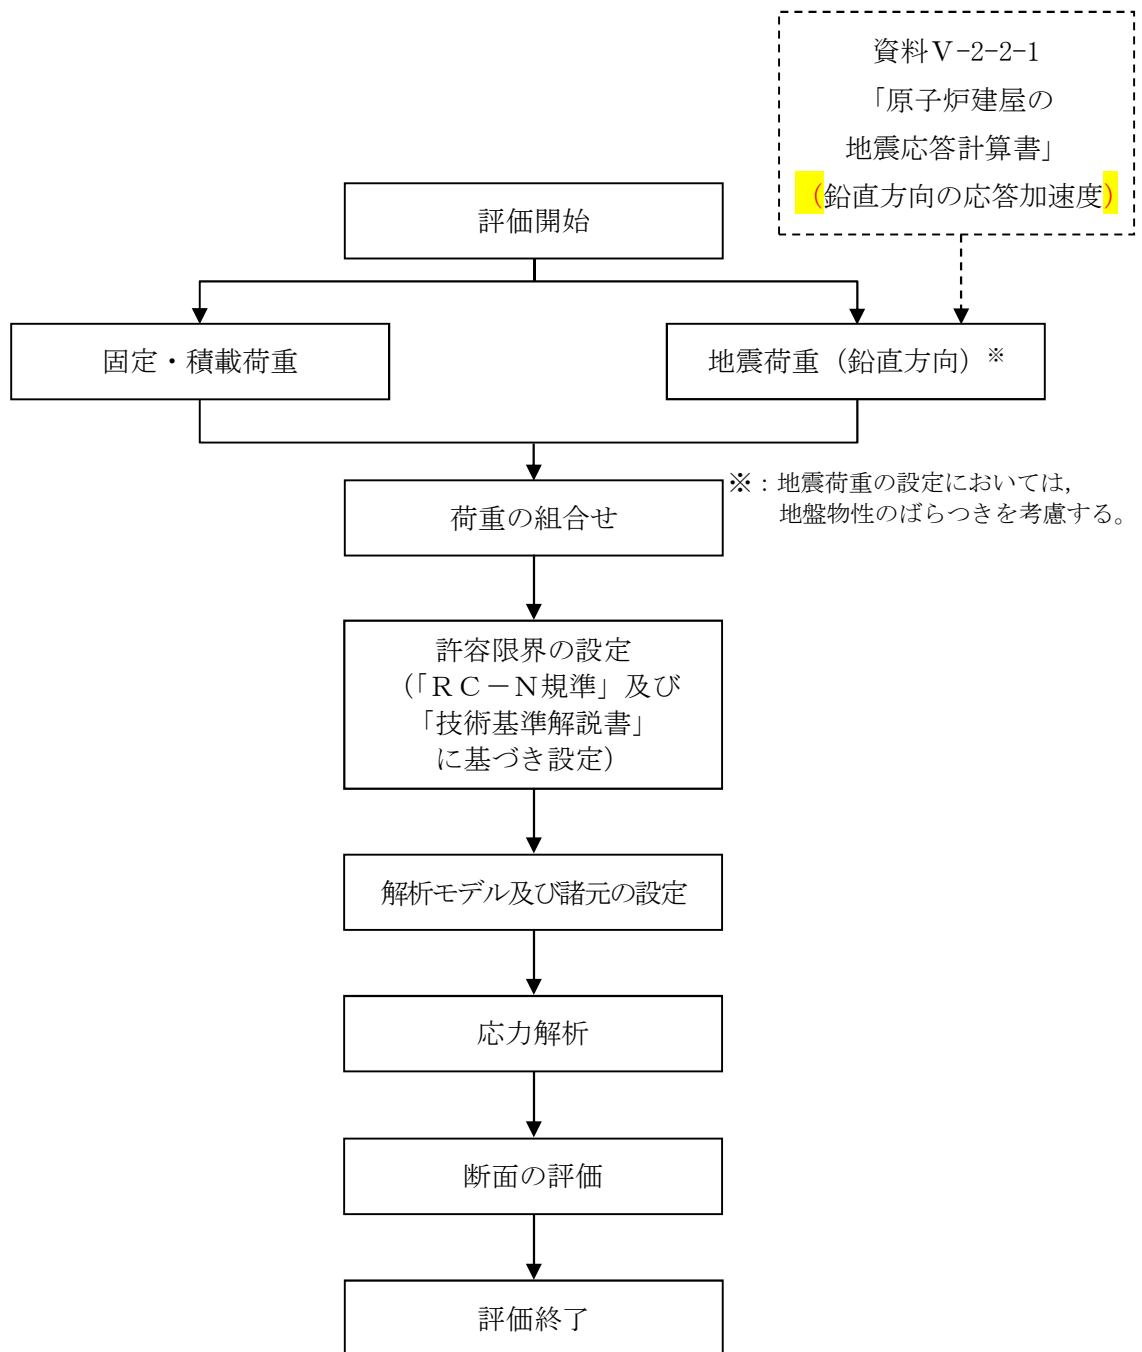 資料Ⅴ-2-2-1
「原子炉建屋の
地震応答計算書」
（鉛直方向の応答加速度）
評価開始
固定・積載荷重
地震荷重（鉛直方向）※
※：地震荷重の設定においては，
地盤物性のばらつきを考慮する。
荷重の組合せ
許容限界の設定
（「ＲＣ－Ｎ規準」及び
「技術基準解説書」
に基づき設定）
解析モデル及び諸元の設定
応力解析
断面の評価
評価終了